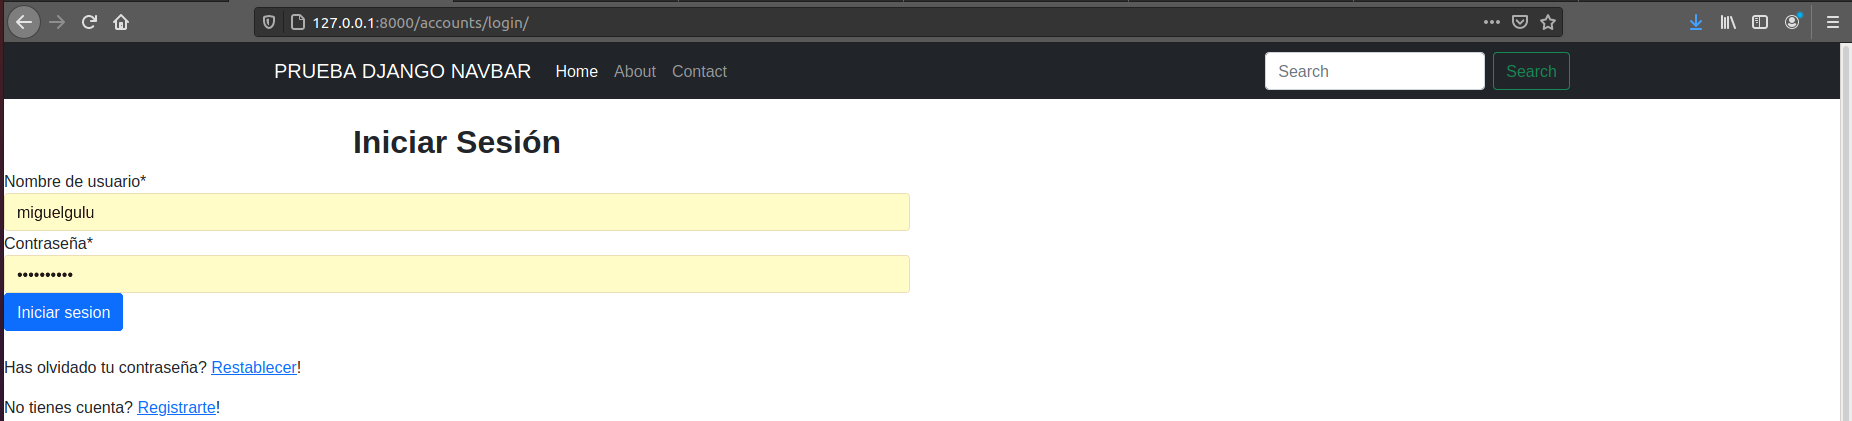 127.0.0.1:8000/accounts/login/
PRUEBA DJANGO NAVBAR Home About Contact Search Search
Iniciar Sesión
Nombre de usuario*
miguelgulu
Contraseña*
••••••••••
Iniciar sesion
Has olvidado tu contraseña? Restablecer!
No tienes cuenta? Registrarte!